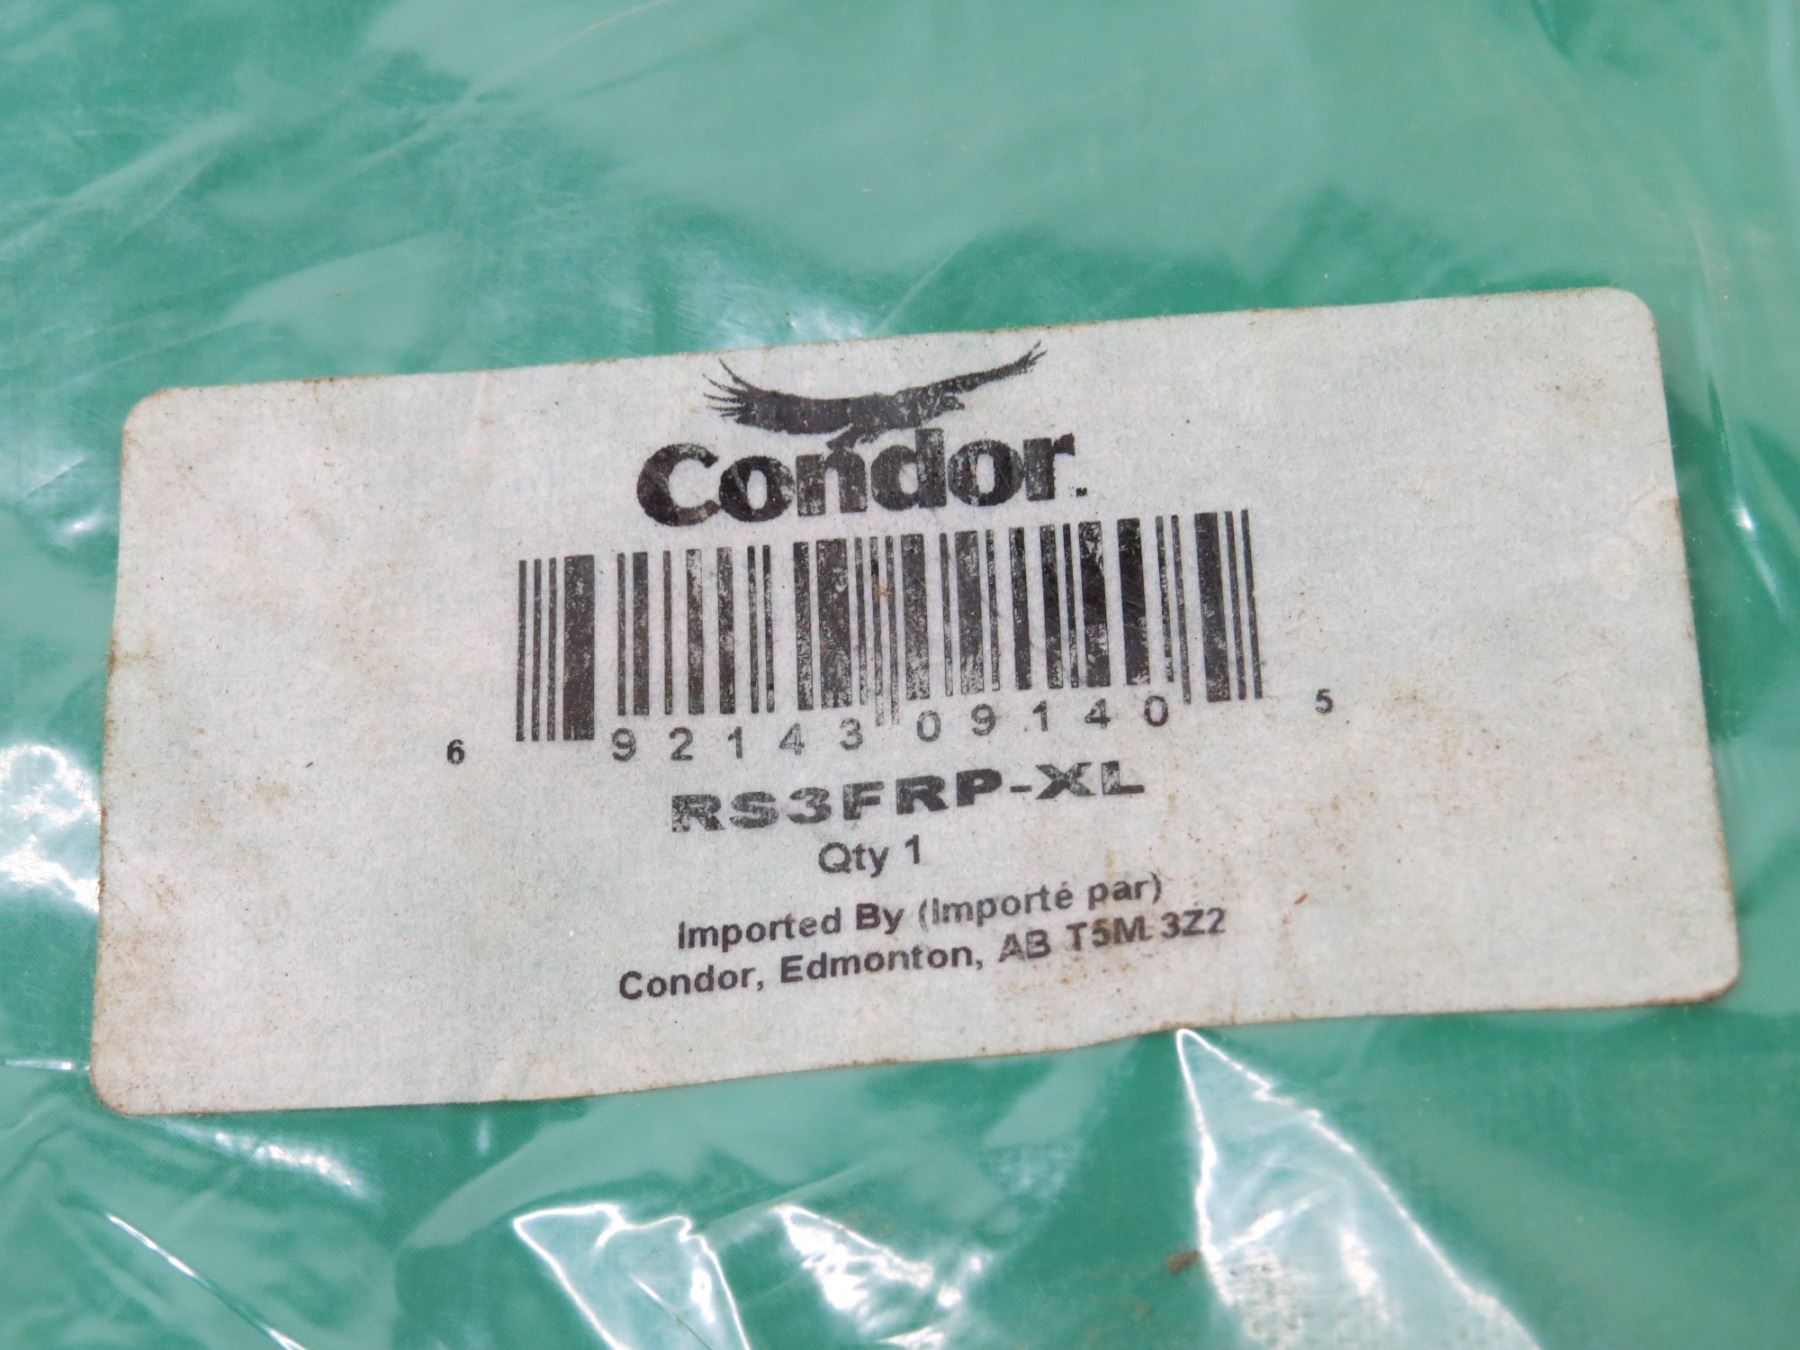 Condor
6 92143 09140 5
RS3FRP-XL
Qty 1
Imported By (Importé par)
Condor, Edmonton, AB T5M 3Z2